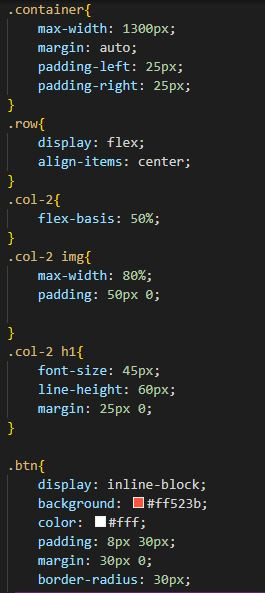 .container{
    max-width: 1300px;
    margin: auto;
    padding-left: 25px;
    padding-right: 25px;
}
.row{
    display: flex;
    align-items: center;
}
.col-2{
    flex-basis: 50%;
}
.col-2 img{
    max-width: 80%;
    padding: 50px 0;

}
.col-2 h1{
    font-size: 45px;
    line-height: 60px;
    margin: 25px 0;
}

.btn{
    display: inline-block;
    background: #ff523b;
    color: #fff;
    padding: 8px 30px;
    margin: 30px 0;
    border-radius: 30px;